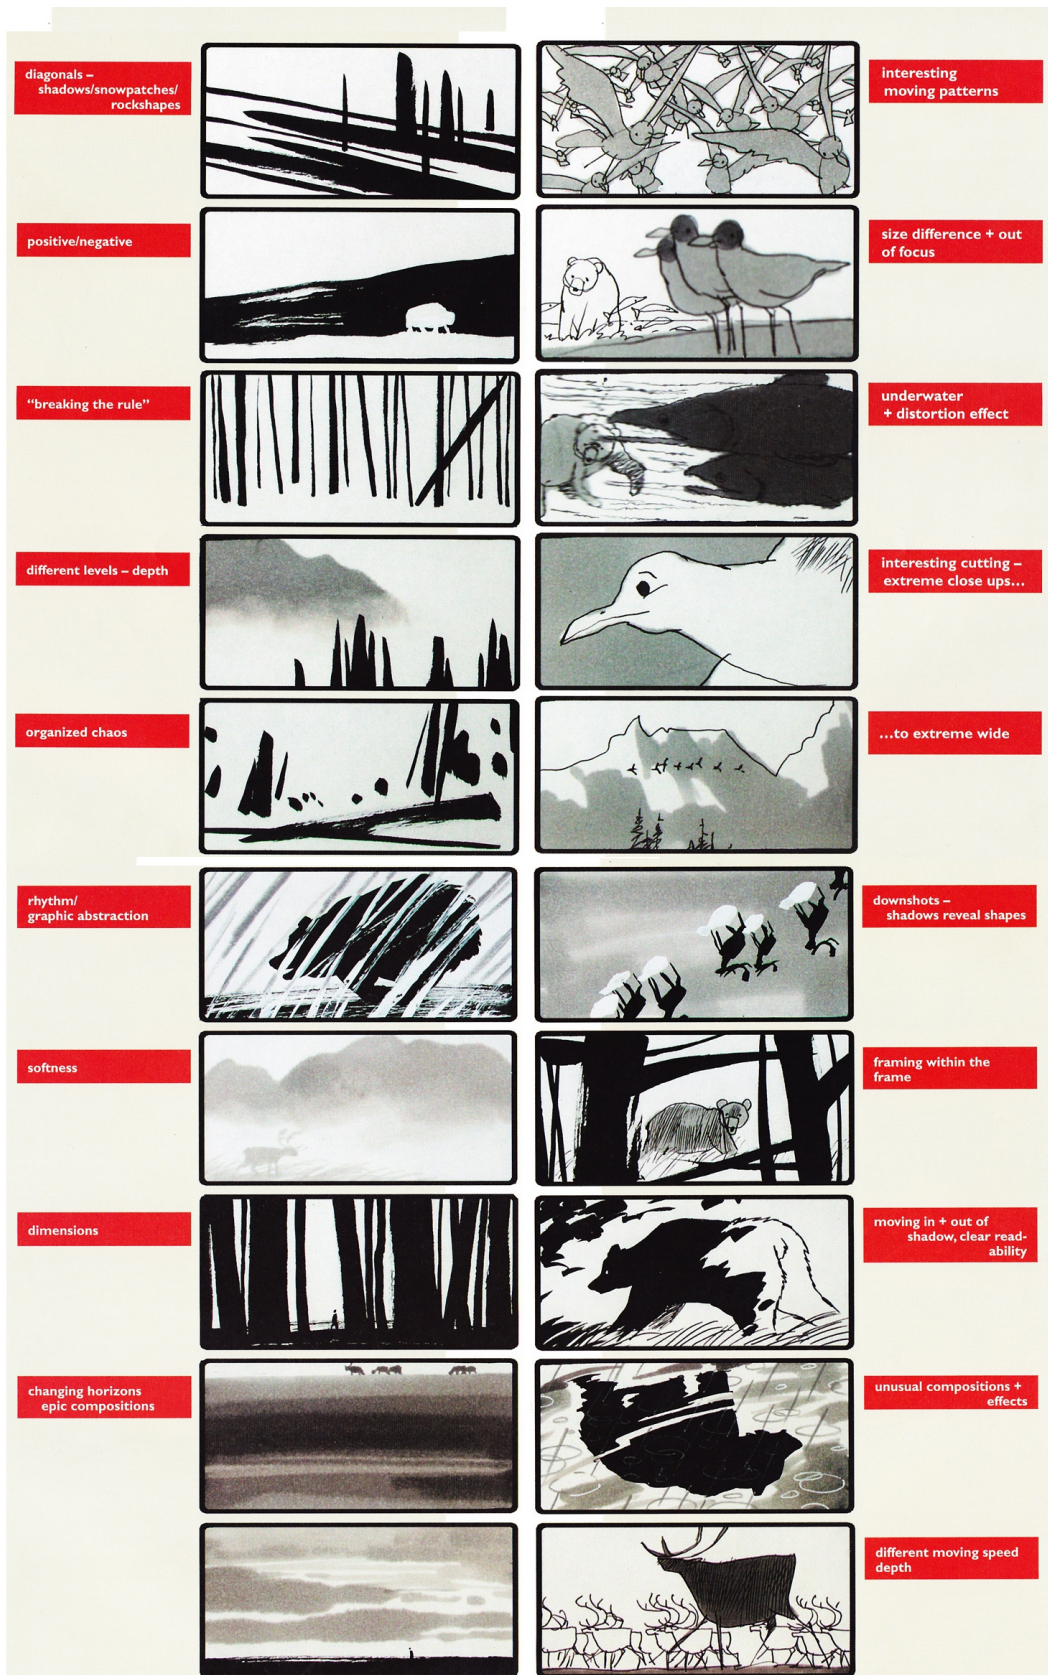 diagonals –
shadows/snowpatches/
rockshapes
interesting
moving patterns
positive/negative
size difference + out
of focus
“breaking the rule”
underwater
+ distortion effect
different levels – depth
interesting cutting –
extreme close ups...
organized chaos
...to extreme wide
rhythm/
graphic abstraction
downshots –
shadows reveal shapes
softness
framing within the
frame
dimensions
moving in + out of
shadow, clear read-
ability
changing horizons
epic compositions
unusual compositions +
effects
different moving speed
depth